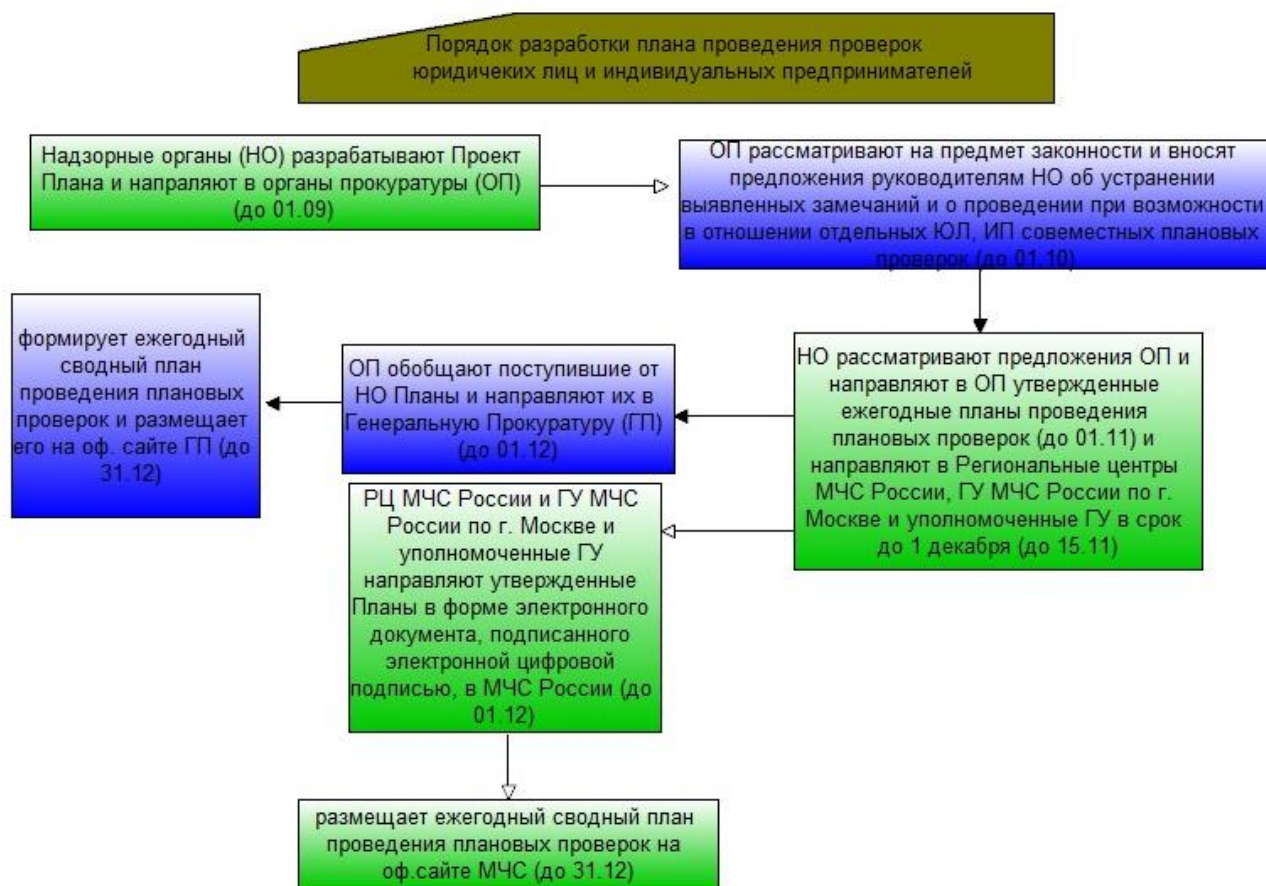 Порядок разработки плана проведения проверок
юридичеких лиц и индивидуальных предпринимателей
Надзорные органы (НО) разрабатывают Проект
Плана и напраляют в органы прокуратуры (ОП)
(до 01.09)
ОП рассматривают на предмет законности и вносят
предложения руководителям НО об устранении
выявленных замечаний и о проведении при возможности
в отношении отдельных ЮЛ, ИП совеместных плановых
проверок (до 01.10)
НО рассматривают предложения ОП и
направляют в ОП утвержденные
ежегодные планы проведения
плановых проверок (до 01.11) и
направляют в Региональные центры
МЧС России, ГУ МЧС России по г.
Москве и уполномоченные ГУ в срок
до 1 декабря (до 15.11)
ОП обобщают поступившие от
НО Планы и направляют их в
Генеральную Прокуратуру (ГП)
(до 01.12)
формирует ежегодный
сводный план
проведения плановых
проверок и размещает
его на оф. сайте ГП (до
31.12)
РЦ МЧС России и ГУ МЧС
России по г. Москве и
уполномоченные ГУ
направляют утвержденные
Планы в форме электронного
документа, подписанного
электронной цифровой
подписью, в МЧС России (до
01.12)
размещает ежегодный сводный план
проведения плановых проверок на
оф.сайте МЧС (до 31.12)